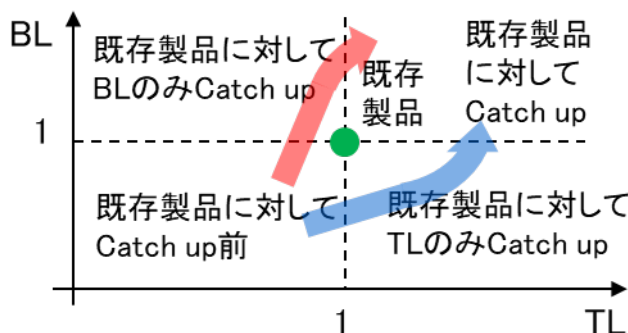 BL
既存製品に対して
BLのみCatch up
既存
製品
既存製品
に対して
Catch up
1
既存製品に対して
Catch up前
既存製品に対して
TLのみCatch up
1
TL